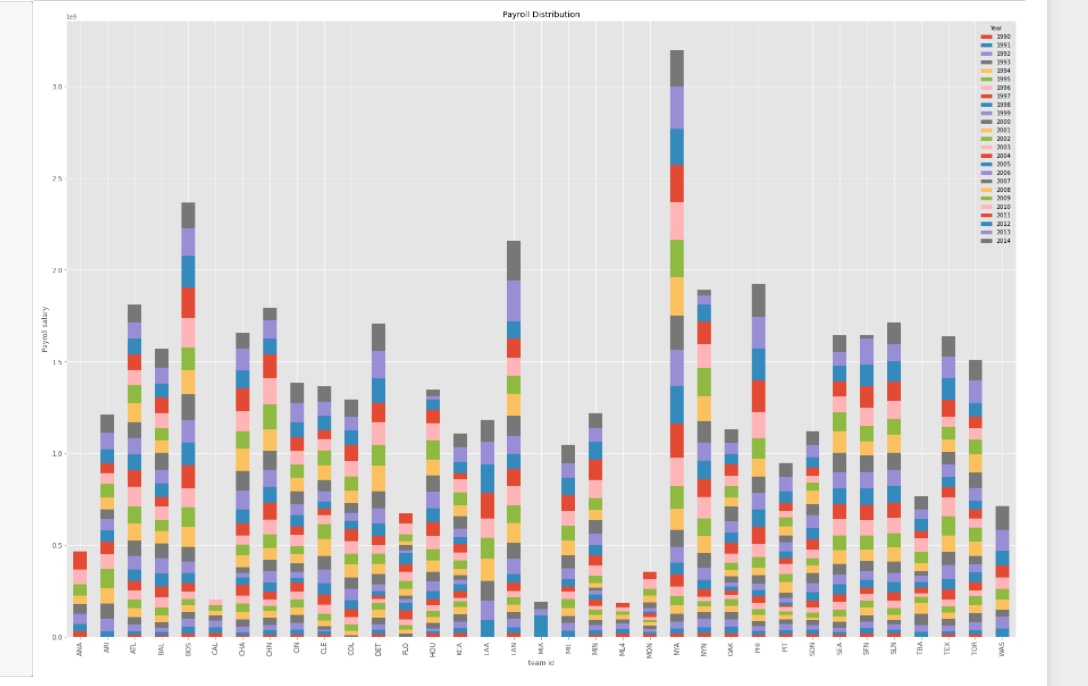 Payroll Distribution
1e9
3.0
2.5
2.0
1.5
1.0
0.5
0.0
Payroll salary
Year
1990
1991
1992
1993
1994
1995
1996
1997
1998
1999
2000
2001
2002
2003
2004
2005
2006
2007
2008
2009
2010
2011
2012
2013
2014
ANA
ARI
ATL
BAL
BOS
CAL
CHA
CHN
CIN
CLE
COL
DET
FLO
HOU
KCA
LAA
LAN
MIA
MIL
MIN
ML4
MON
NYA
NYN
OAK
PHI
PIT
SDN
SEA
SFN
SLN
TBA
TEX
TOR
WAS
team id